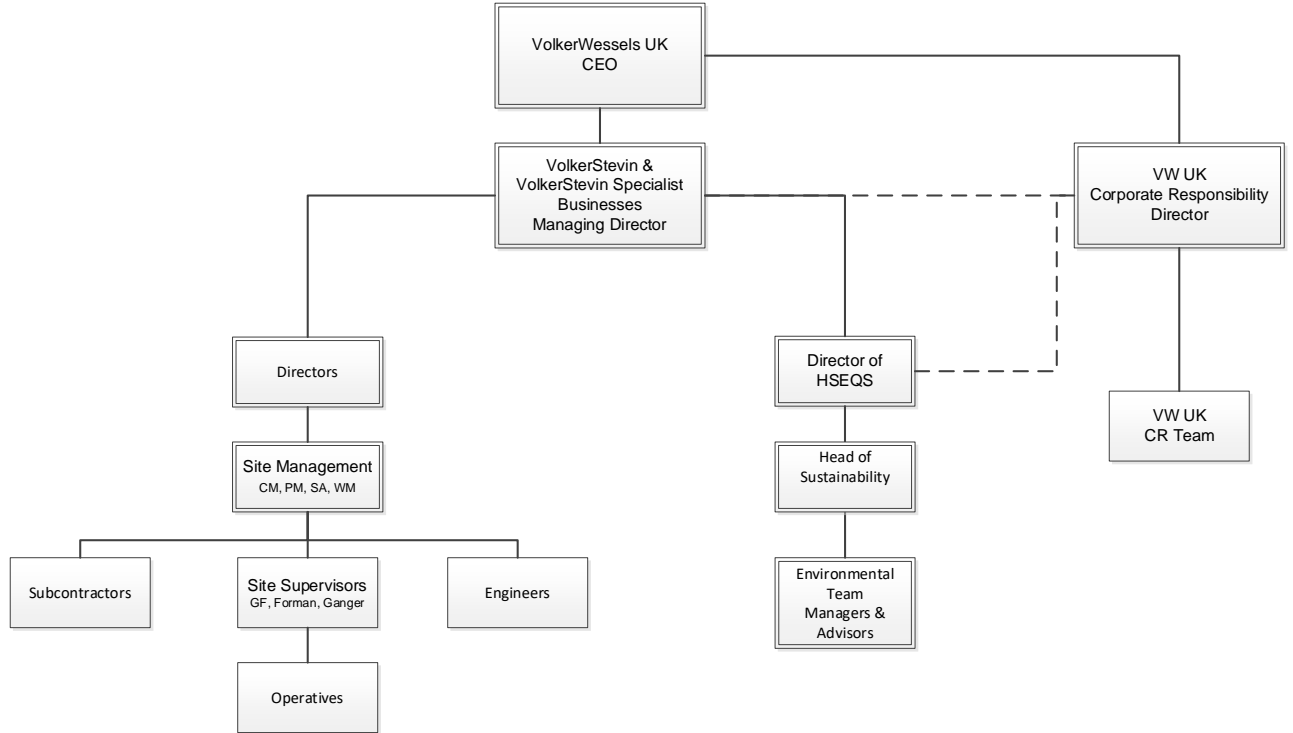 VolkerWessels UK
CEO
VolkerStevin &
VolkerStevin Specialist
Businesses
Managing Director
VW UK
Corporate Responsibility
Director
Directors
Director of
HSEQS
VW UK
CR Team
Site Management
CM, PM, SA, WM
Head of
Sustainability
Subcontractors
Site Supervisors
GF, Forman, Ganger
Engineers
Environmental
Team
Managers &
Advisors
Operatives